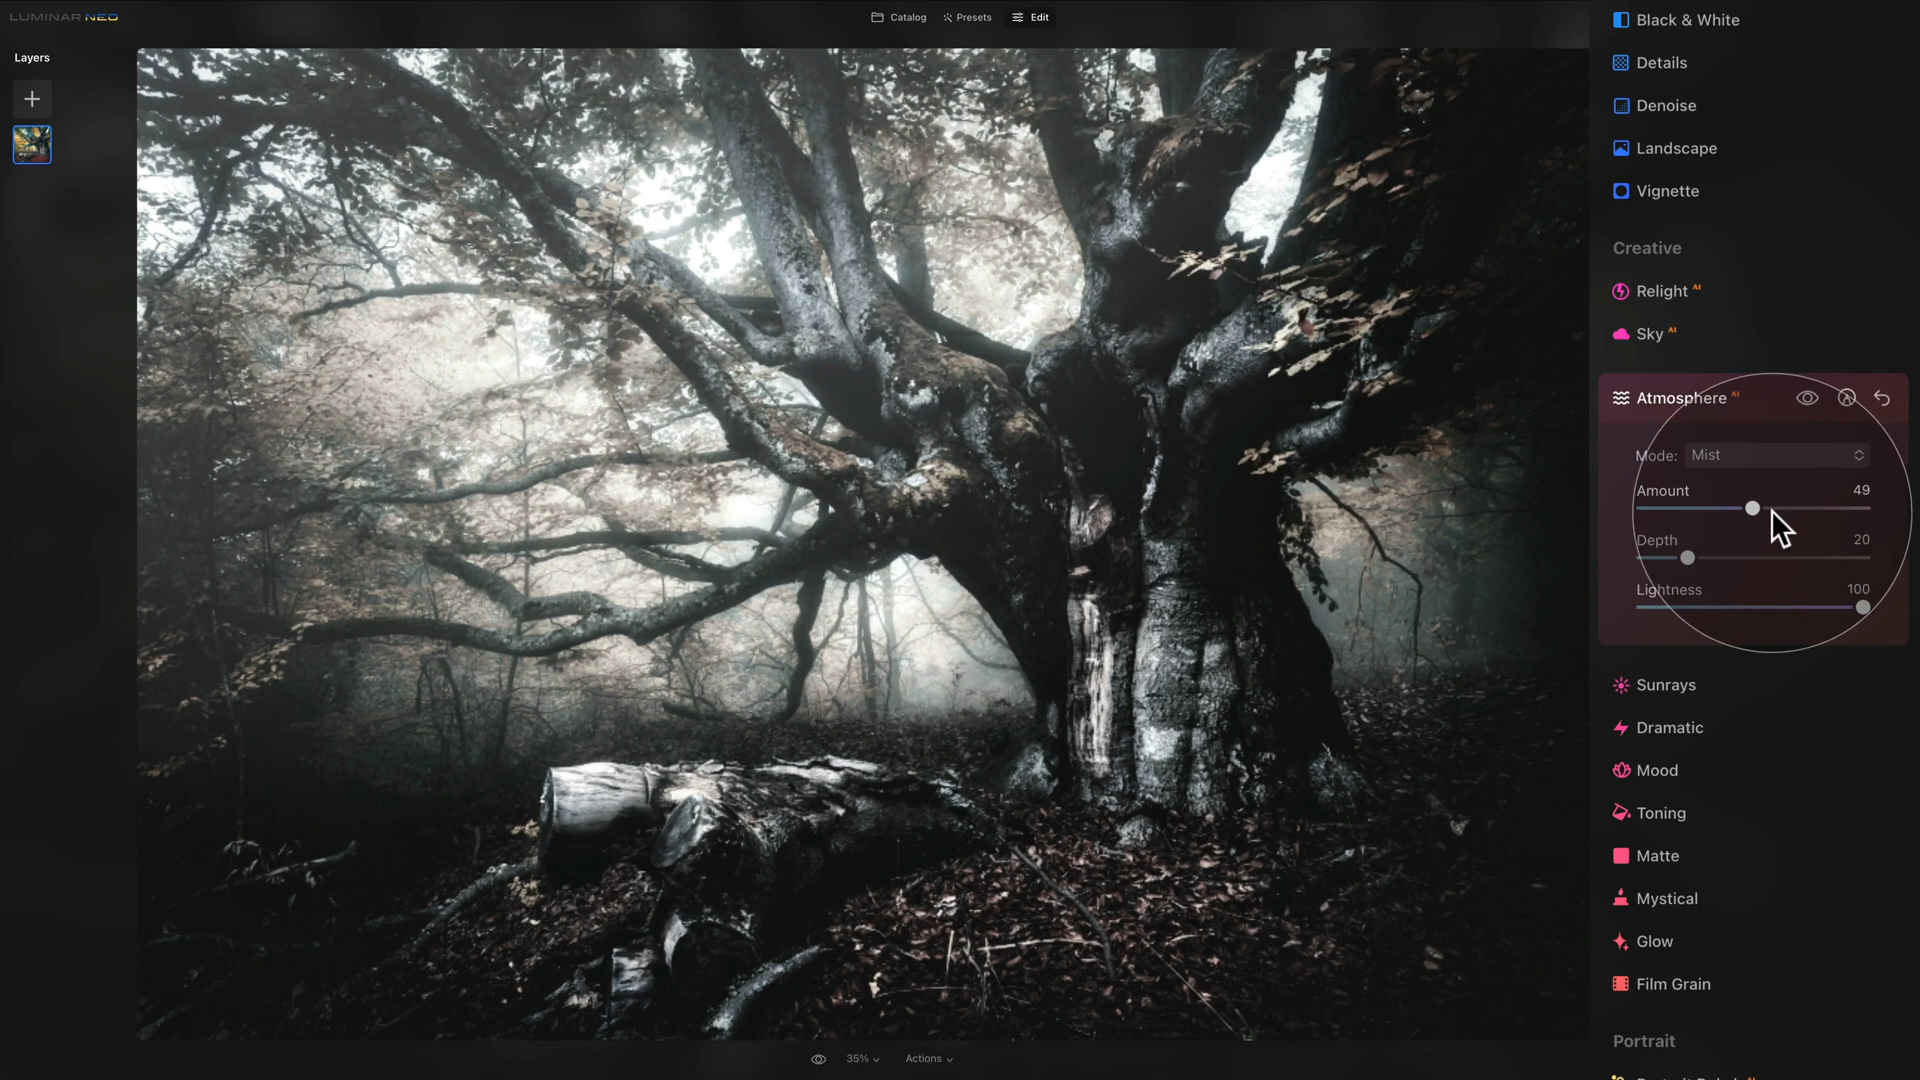 LUMINAR NEO
Catalog
Presets
Edit
Layers
Black & White
Details
Denoise
Landscape
Vignette
Creative
Relight AI
Sky AI
Atmosphere AI
Mode: Mist
Amount 49
Depth 20
Lightness 100
Sunrays
Dramatic
Mood
Toning
Matte
Mystical
Glow
Film Grain
Portrait
35%
Actions